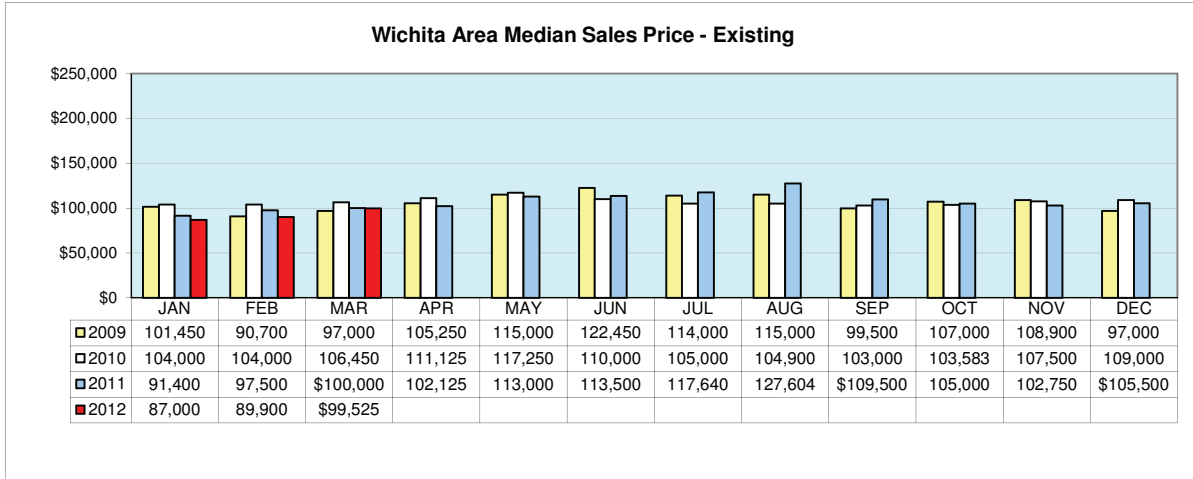 Wichita Area Median Sales Price - Existing
$250,000
$200,000
$150,000
$100,000
$50,000
$0
JAN FEB MAR APR MAY JUN JUL AUG SEP OCT NOV DEC
2009 101,450 90,700 97,000 105,250 115,000 122,450 114,000 115,000 99,500 107,000 108,900 97,000
2010 104,000 104,000 106,450 111,125 117,250 110,000 105,000 104,900 103,000 103,583 107,500 109,000
2011 91,400 97,500 $100,000 102,125 113,000 113,500 117,640 127,604 $109,500 105,000 102,750 $105,500
2012 87,000 89,900 $99,525